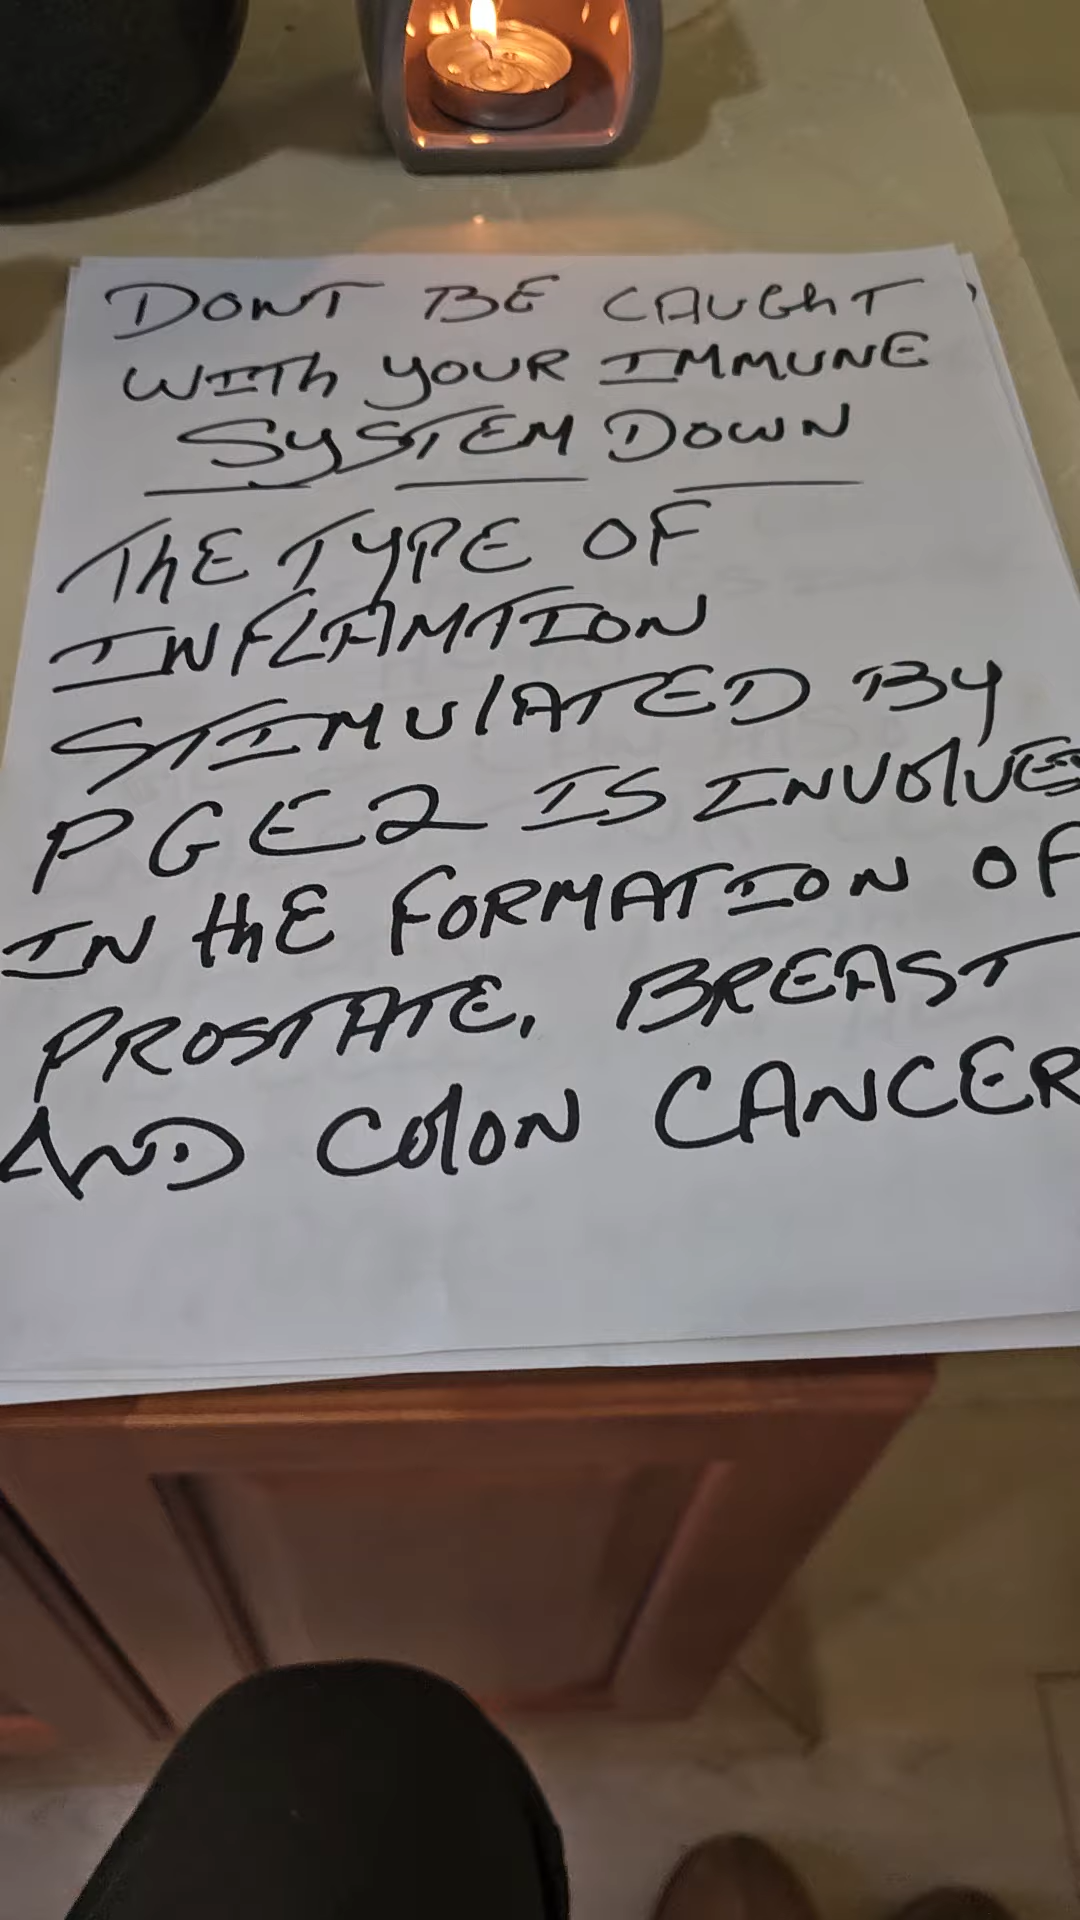 DONT BE CAUGHT
WITH YOUR IMMUNE
SYSTEM DOWN
THE TYPE OF
INFLAMTION
STIMULATED BY
PGE2 IS INVOLVED
IN THE FORMATION OF
PROSTATE, BREAST
AND COLON CANCER